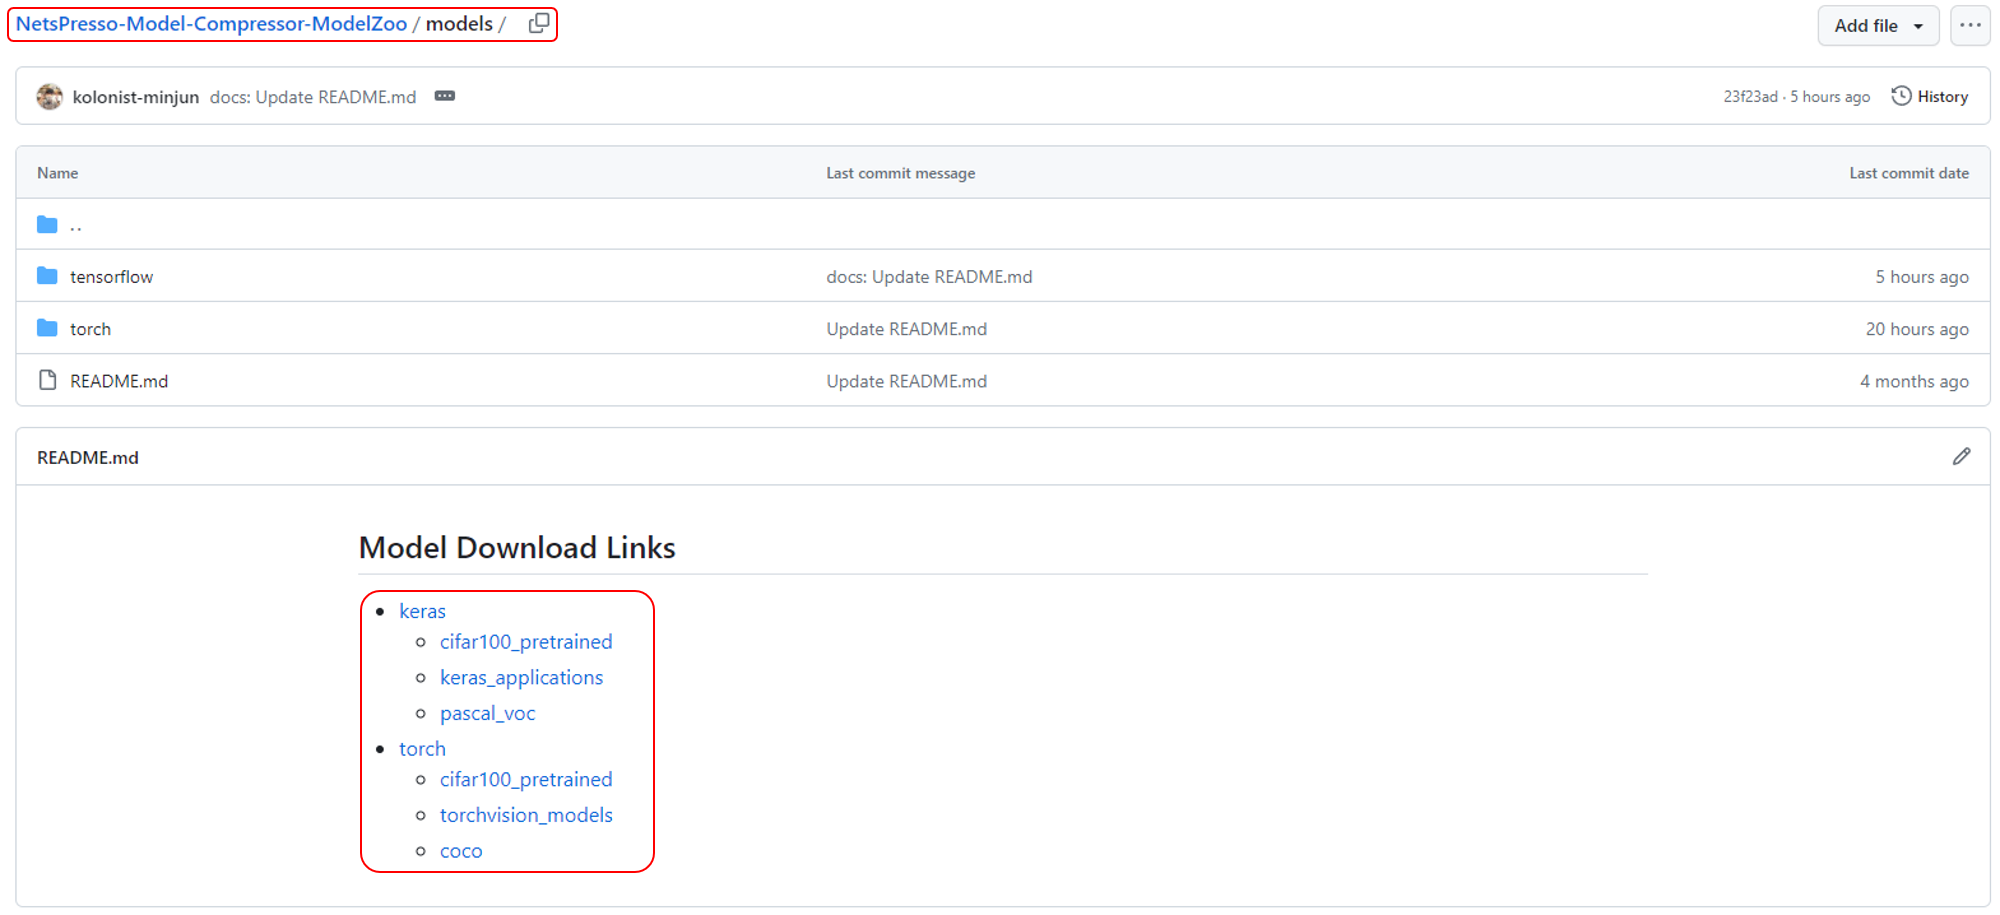 NetsPresso-Model-Compressor-ModelZoo / models /
Add file
kolonist-minjun docs: Update README.md
23f23ad · 5 hours ago History
Name Last commit message Last commit date
..
tensorflow docs: Update README.md 5 hours ago
torch Update README.md 20 hours ago
README.md Update README.md 4 months ago
README.md
Model Download Links
keras
cifar100_pretrained
keras_applications
pascal_voc
torch
cifar100_pretrained
torchvision_models
coco